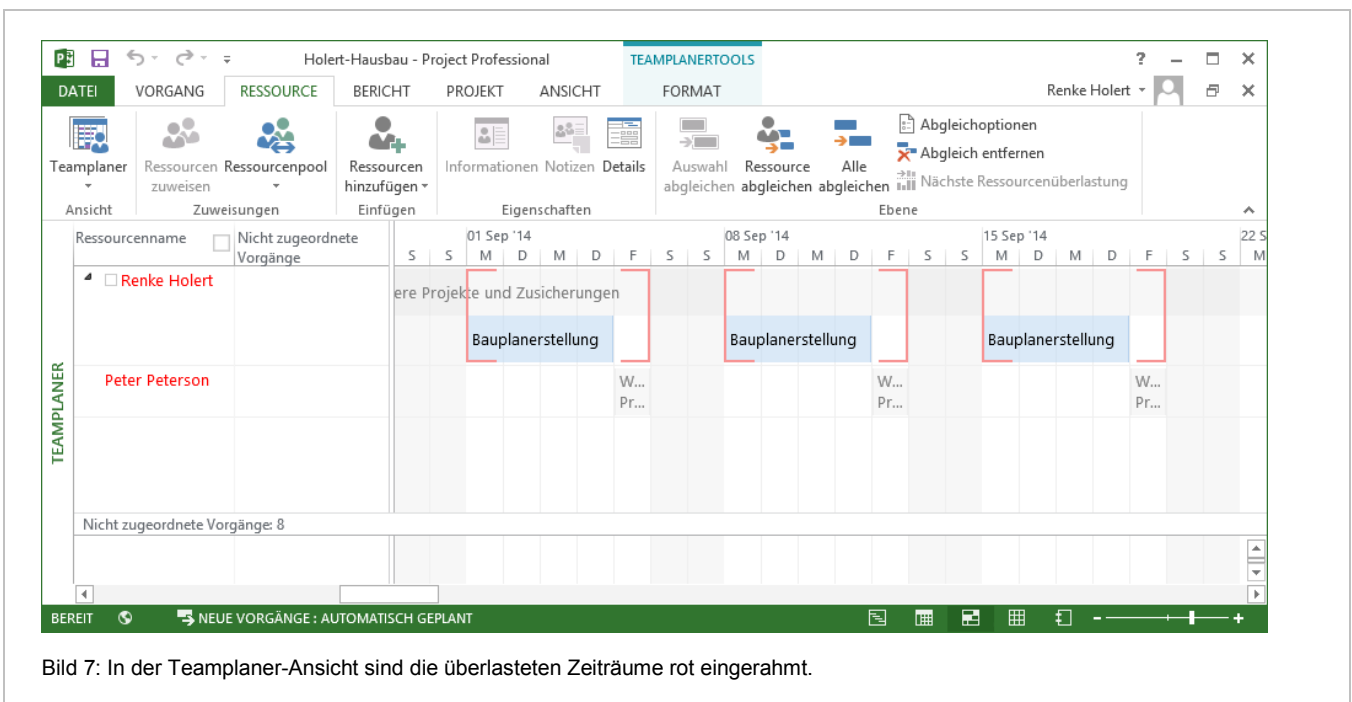 Holert-Hausbau - Project Professional TEAMPLANERTOOLS ?
DATEI VORGANG RESSOURCE BERICHT PROJEKT ANSICHT FORMAT Renke Holert
Teamplaner
Ressourcen zuweisen
Ressourcenpool
Ressourcen hinzufügen
Informationen Notizen Details
Auswahl abgleichen
Ressource abgleichen
Alle abgleichen
Abgleichoptionen
Abgleich entfernen
Nächste Ressourcenüberlastung
Ansicht Zuweisungen Einfügen Eigenschaften Ebene
Ressourcenname Nicht zugeordnete Vorgänge
01 Sep '14 08 Sep '14 15 Sep '14 22 S
S S M D M D F S S M D M D F S S M D M D F S S M
Renke Holert
ere Projekte und Zusicherungen
Bauplanerstellung Bauplanerstellung Bauplanerstellung
Peter Peterson W... W... W...
Pr... Pr... Pr...
TEAMPLANER
Nicht zugeordnete Vorgänge: 8
BEREIT NEUE VORGÄNGE : AUTOMATISCH GEPLANT
Bild 7: In der Teamplaner-Ansicht sind die überlasteten Zeiträume rot eingerahmt.